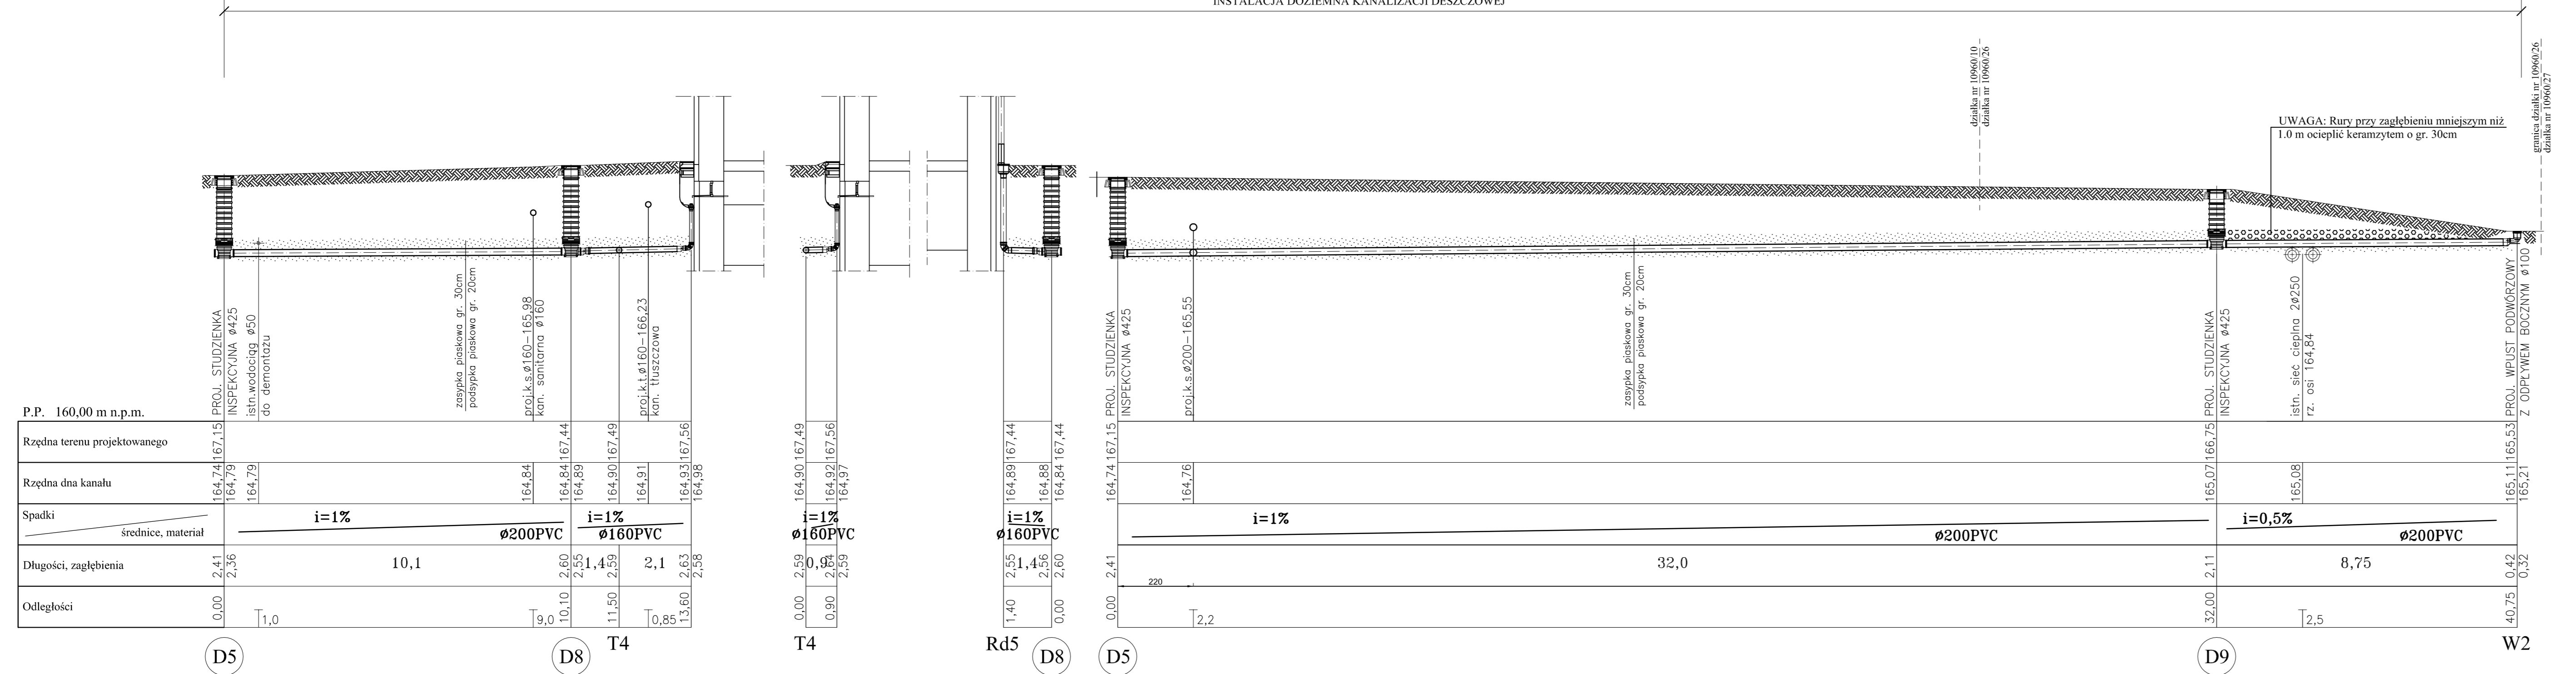 INSTALACJA DOZIEMNA KANALIZACJI DESZCZOWEJ
działka nr 10960/10
działka nr 10960/26
granica działki nr 10960/26
działka nr 10960/27
UWAGA: Rury przy zagłębieniu mniejszym niż
1.0 m ocieplić keramzytem o gr. 30cm
PROJ. STUDZIENKA
INSPEKCYJNA ø425
istn.wodociąg ø50
do demontażu
zasypka piaskowa gr. 30cm
podsypka piaskowa gr. 20cm
proj.k.s.ø160-165,98
kan. sanitarna ø160
proj.k.t.ø160-166,23
kan. tłuszczowa
PROJ. STUDZIENKA
INSPEKCYJNA ø425
proj.k.s.ø200-165,55
zasypka piaskowa gr. 30cm
podsypka piaskowa gr. 20cm
PROJ. STUDZIENKA
INSPEKCYJNA ø425
istn. sieć cieplna 2ø250
rz. osi 164,84
PROJ. WPUST PODWÓRZOWY
Z ODPŁYWEM BOCZNYM ø100
P.P. 160,00 m n.p.m.
Rzędna terenu projektowanego
167,15 167,44 167,49 167,56 167,49 167,56 167,44 167,44 167,15 166,75 165,53
Rzędna dna kanału
164,74 164,79 164,79 164,84 164,84 164,89 164,90 164,91 164,93 164,98 164,90 164,92 164,97 164,89 164,88 164,84 164,74 164,76 165,07 165,08 165,11 165,21
Spadki
średnice, materiał
i=1% i=1% i=1% i=1% i=1% i=0,5%
ø200PVC ø160PVC ø160PVC ø160PVC ø200PVC ø200PVC
Długości, zagłębienia
2,41 2,36 10,1 2,60 2,55 1,4 2,59 2,1 2,63 2,58 2,59 0,9 2,64 2,59 2,55 1,4 2,56 2,60 2,41 32,0 2,11 8,75 0,42 0,32
220
Odległości
0,00 1,0 9,0 10,10 11,50 0,85 13,60 0,00 0,90 1,40 0,00 0,00 2,2 32,00 2,5 40,75
D5 D8 T4 T4 Rd5 D8 D5 D9 W2